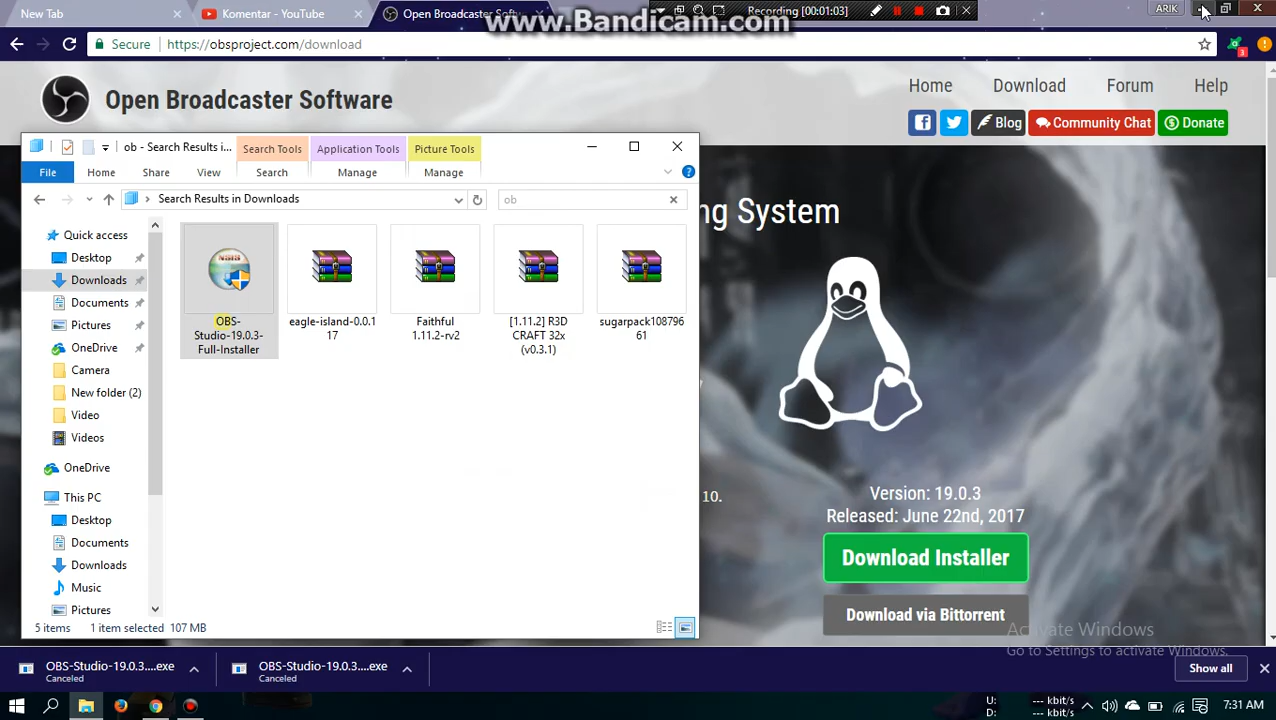 New Tab
Komentar - YouTube
Open Broadcaster Softw
www.BANDICAM.com
Recording [00:01:03]
ARIK
Secure
https://obsproject.com/download
3
Open Broadcaster Software
Home
Download
Forum
Help
Blog
Community Chat
Donate
ob - Search Results i...
Search Tools
Application Tools
Picture Tools
File
Home
Share
View
Search
Manage
Manage
Search Results in Downloads
ob
ng System
Quick access
Desktop
Downloads
Documents
Pictures
OneDrive
Camera
New folder (2)
Video
Videos
OneDrive
This PC
Desktop
Documents
Downloads
Music
Pictures
OBS-
Studio-19.0.3-
Full-Installer
eagle-island-0.0.1
17
Faithful
1.11.2-rv2
[1.11.2] R3D
CRAFT 32x
(v0.3.1)
sugarpack108796
61
10.
Version: 19.0.3
Released: June 22nd, 2017
Download Installer
Download via Bittorrent
Activate Windows
Go to Settings to activate Windows.
5 items
1 item selected
107 MB
OBS-Studio-19.0.3....exe
Canceled
OBS-Studio-19.0.3....exe
Canceled
Show all
U:
--- kbit/s
D:
--- kbit/s
7:31 AM